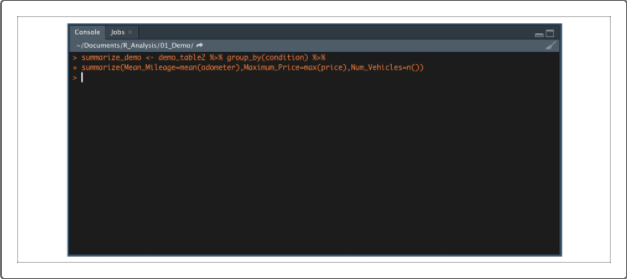 Console Jobs ×
~/Documents/R_Analysis/01_Demo/
> summarize_demo <- demo_table2 %>% group_by(condition) %>%
+ summarize(Mean_Mileage=mean(odometer),Maximum_Price=max(price),Num_Vehicles=n())
>